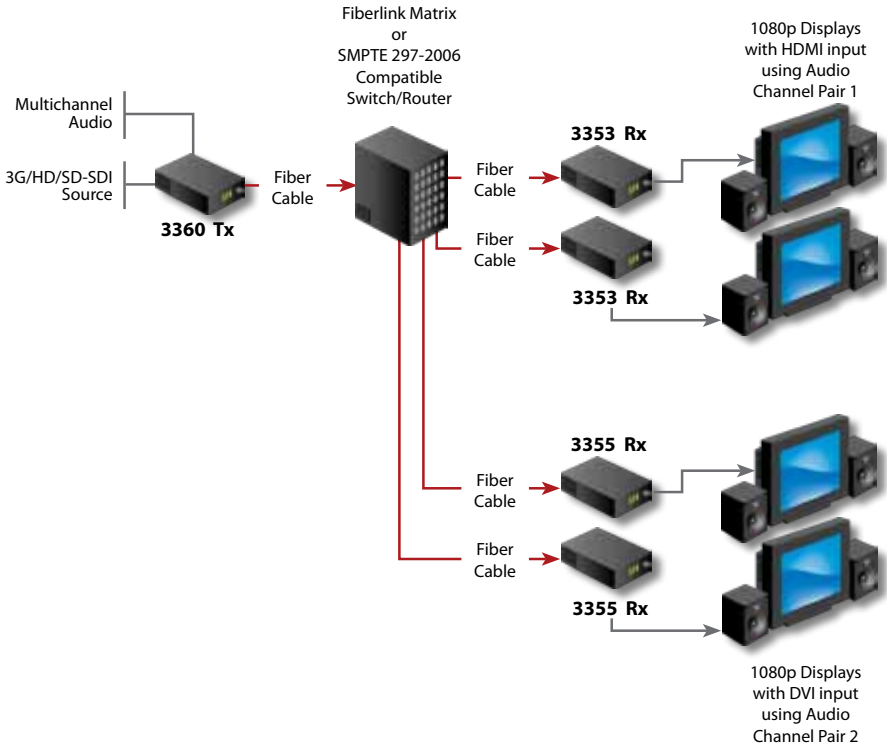 Fiberlink Matrix
or
SMPTE 297-2006
Compatible
Switch/Router
1080p Displays
with HDMI input
using Audio
Channel Pair 1
Multichannel
Audio
3G/HD/SD-SDI
Source
3360 Tx
Fiber
Cable
Fiber
Cable
3353 Rx
Fiber
Cable
3353 Rx
Fiber
Cable
3355 Rx
Fiber
Cable
3355 Rx
1080p Displays
with DVI input
using Audio
Channel Pair 2